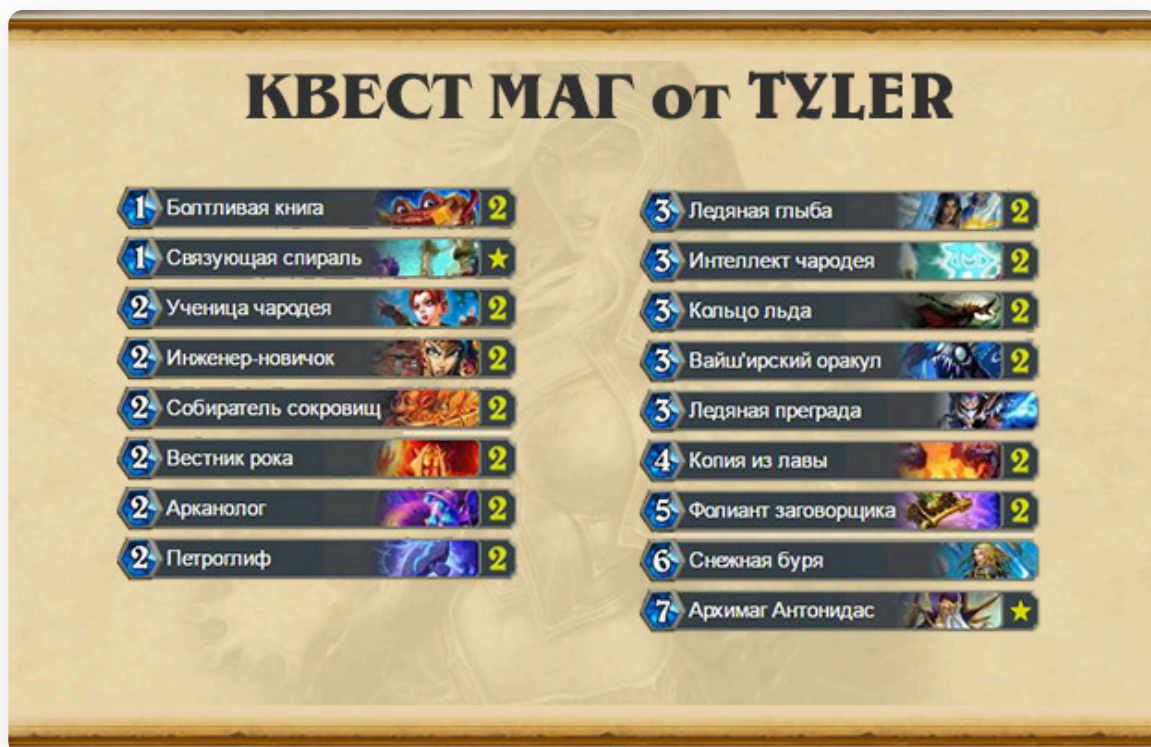 КВЕСТ МАГ от TYLER
1 Болтливая книга 2
1 Связующая спираль ★
2 Ученица чародея 2
2 Инженер-новичок 2
2 Собиратель сокровищ 2
2 Вестник рока 2
2 Арканолог 2
2 Петроглиф 2
3 Ледяная глыба 2
3 Интеллект чародея 2
3 Кольцо льда 2
3 Вайш'ирский оракул 2
3 Ледяная преграда
4 Копия из лавы 2
5 Фолиант заговорщика 2
6 Снежная буря
7 Архимаг Антонидас ★